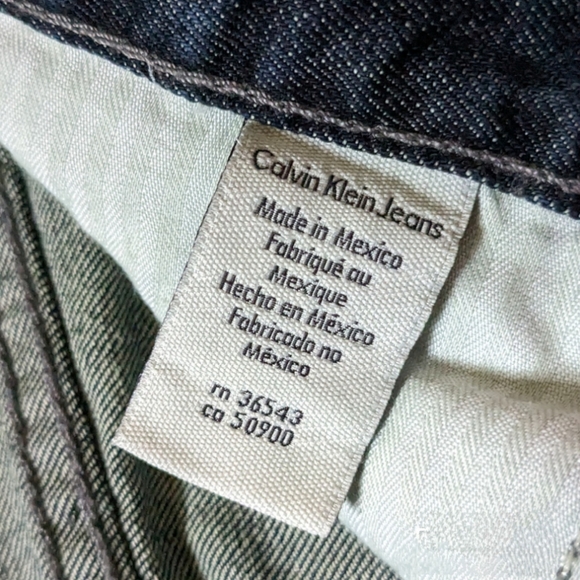 Calvin Klein Jeans
Made in Mexico
Fabriqué au
Mexique
Hecho en México
Fabricado no
México
rn 36543
ca 50900